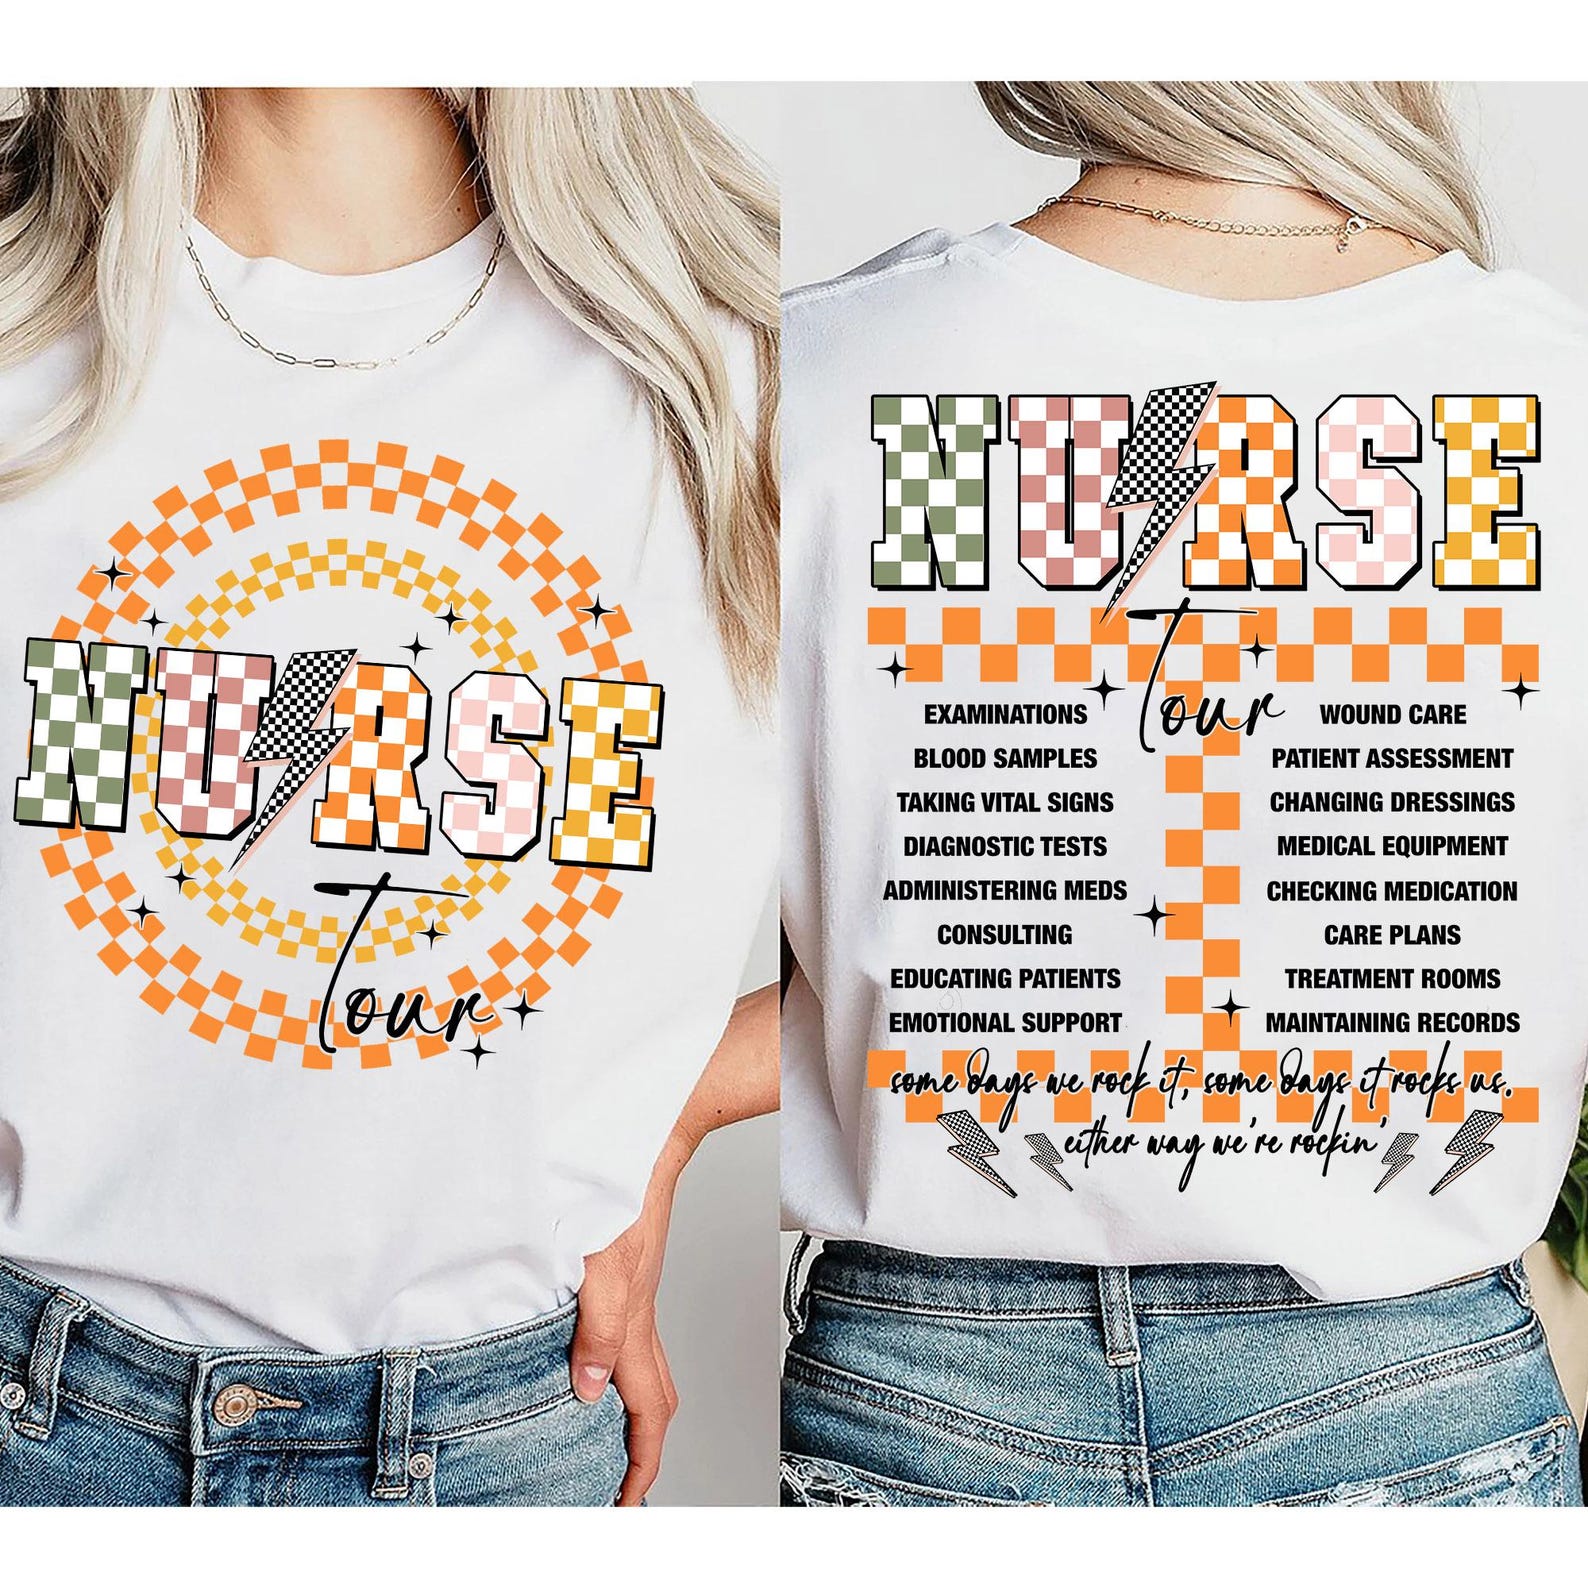 NURSE
Tour
NURSE
Tour
EXAMINATIONS
BLOOD SAMPLES
TAKING VITAL SIGNS
DIAGNOSTIC TESTS
ADMINISTERING MEDS
CONSULTING
EDUCATING PATIENTS
EMOTIONAL SUPPORT
WOUND CARE
PATIENT ASSESSMENT
CHANGING DRESSINGS
MEDICAL EQUIPMENT
CHECKING MEDICATION
CARE PLANS
TREATMENT ROOMS
MAINTAINING RECORDS
some days we rock it, some days it rocks us.
either way we're rockin'